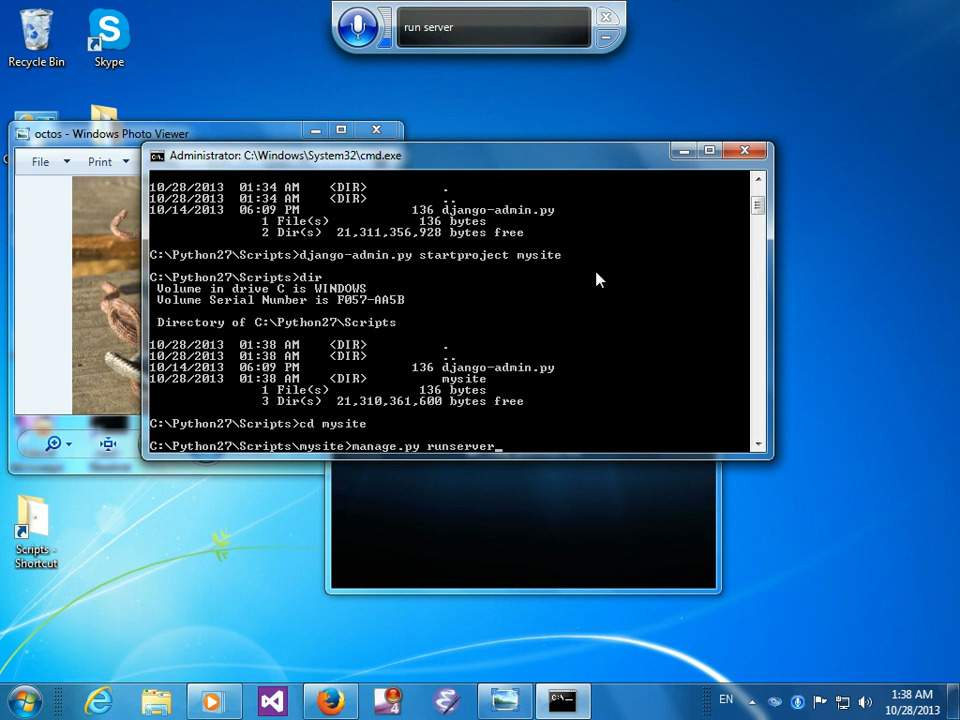 run server
Recycle Bin
Skype
octos - Windows Photo Viewer
File
Print
Administrator: C:\Windows\System32\cmd.exe
10/28/2013  01:34 AM    <DIR>          .
10/28/2013  01:34 AM    <DIR>          ..
10/14/2013  06:09 PM               136 django-admin.py
               1 File(s)            136 bytes
               2 Dir(s)  21,311,356,928 bytes free
C:\Python27\Scripts>django-admin.py startproject mysite
C:\Python27\Scripts>dir
 Volume in drive C is WINDOWS
 Volume Serial Number is F057-AA5B
 Directory of C:\Python27\Scripts
10/28/2013  01:38 AM    <DIR>          .
10/28/2013  01:38 AM    <DIR>          ..
10/14/2013  06:09 PM               136 django-admin.py
10/28/2013  01:38 AM    <DIR>          mysite
               1 File(s)            136 bytes
               3 Dir(s)  21,310,361,600 bytes free
C:\Python27\Scripts>cd mysite
C:\Python27\Scripts\mysite>manage.py runserver_
Scripts -
Shortcut
EN
1:38 AM
10/28/2013